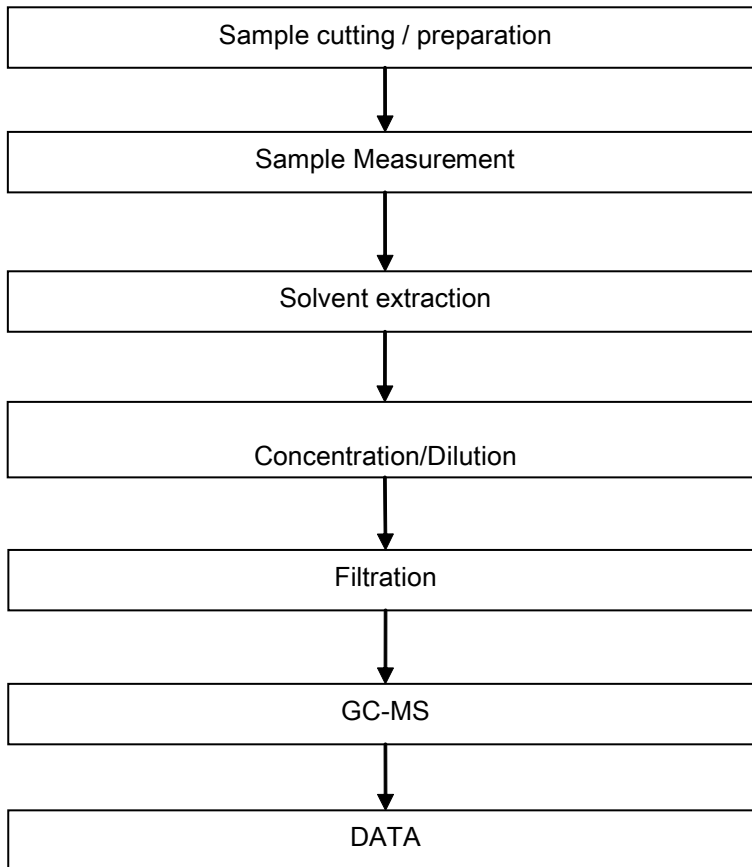 Sample cutting / preparation
Sample Measurement
Solvent extraction
Concentration/Dilution
Filtration
GC-MS
DATA